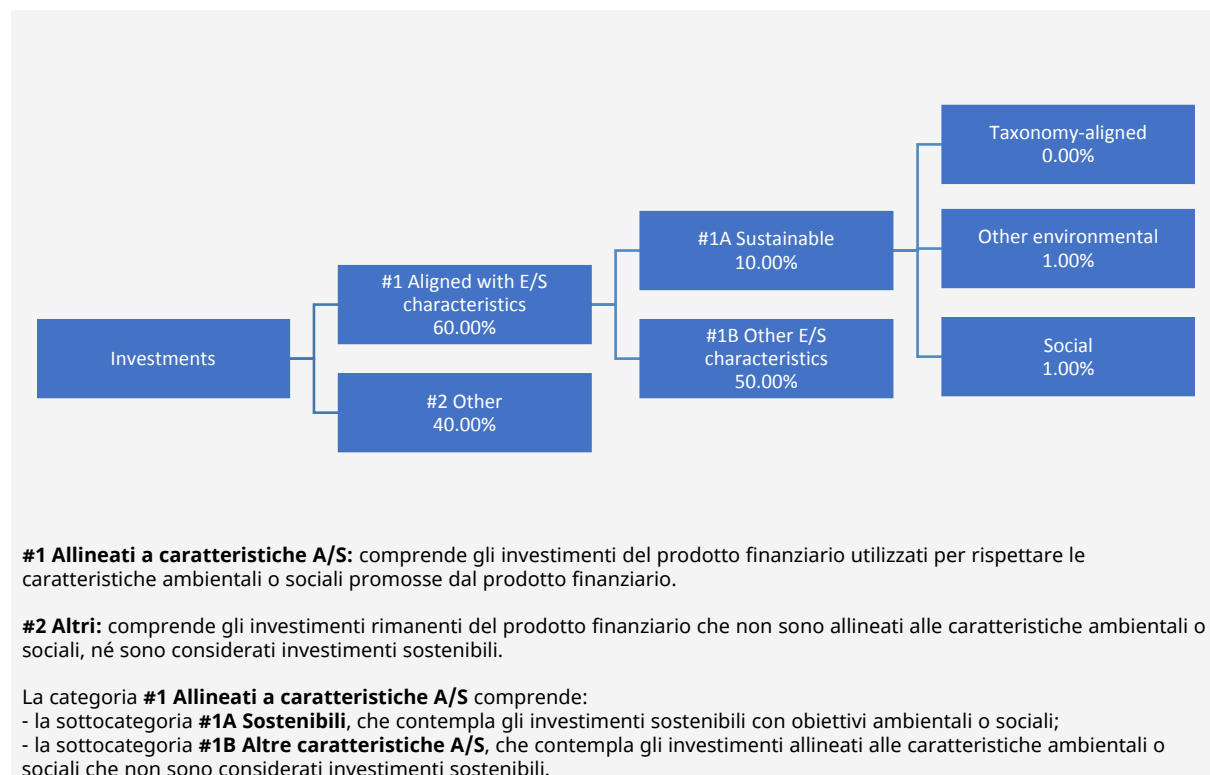 Taxonomy-aligned
0.00%
#1A Sustainable
10.00%
Other environmental
1.00%
#1 Aligned with E/S
characteristics
60.00%
Investments
#1B Other E/S
characteristics
50.00%
Social
1.00%
#2 Other
40.00%
#1 Allineati a caratteristiche A/S: comprende gli investimenti del prodotto finanziario utilizzati per rispettare le
caratteristiche ambientali o sociali promosse dal prodotto finanziario.
#2 Altri: comprende gli investimenti rimanenti del prodotto finanziario che non sono allineati alle caratteristiche ambientali o
sociali, né sono considerati investimenti sostenibili.
La categoria #1 Allineati a caratteristiche A/S comprende:
- la sottocategoria #1A Sostenibili, che contempla gli investimenti sostenibili con obiettivi ambientali o sociali;
- la sottocategoria #1B Altre caratteristiche A/S, che contempla gli investimenti allineati alle caratteristiche ambientali o
sociali che non sono considerati investimenti sostenibili.